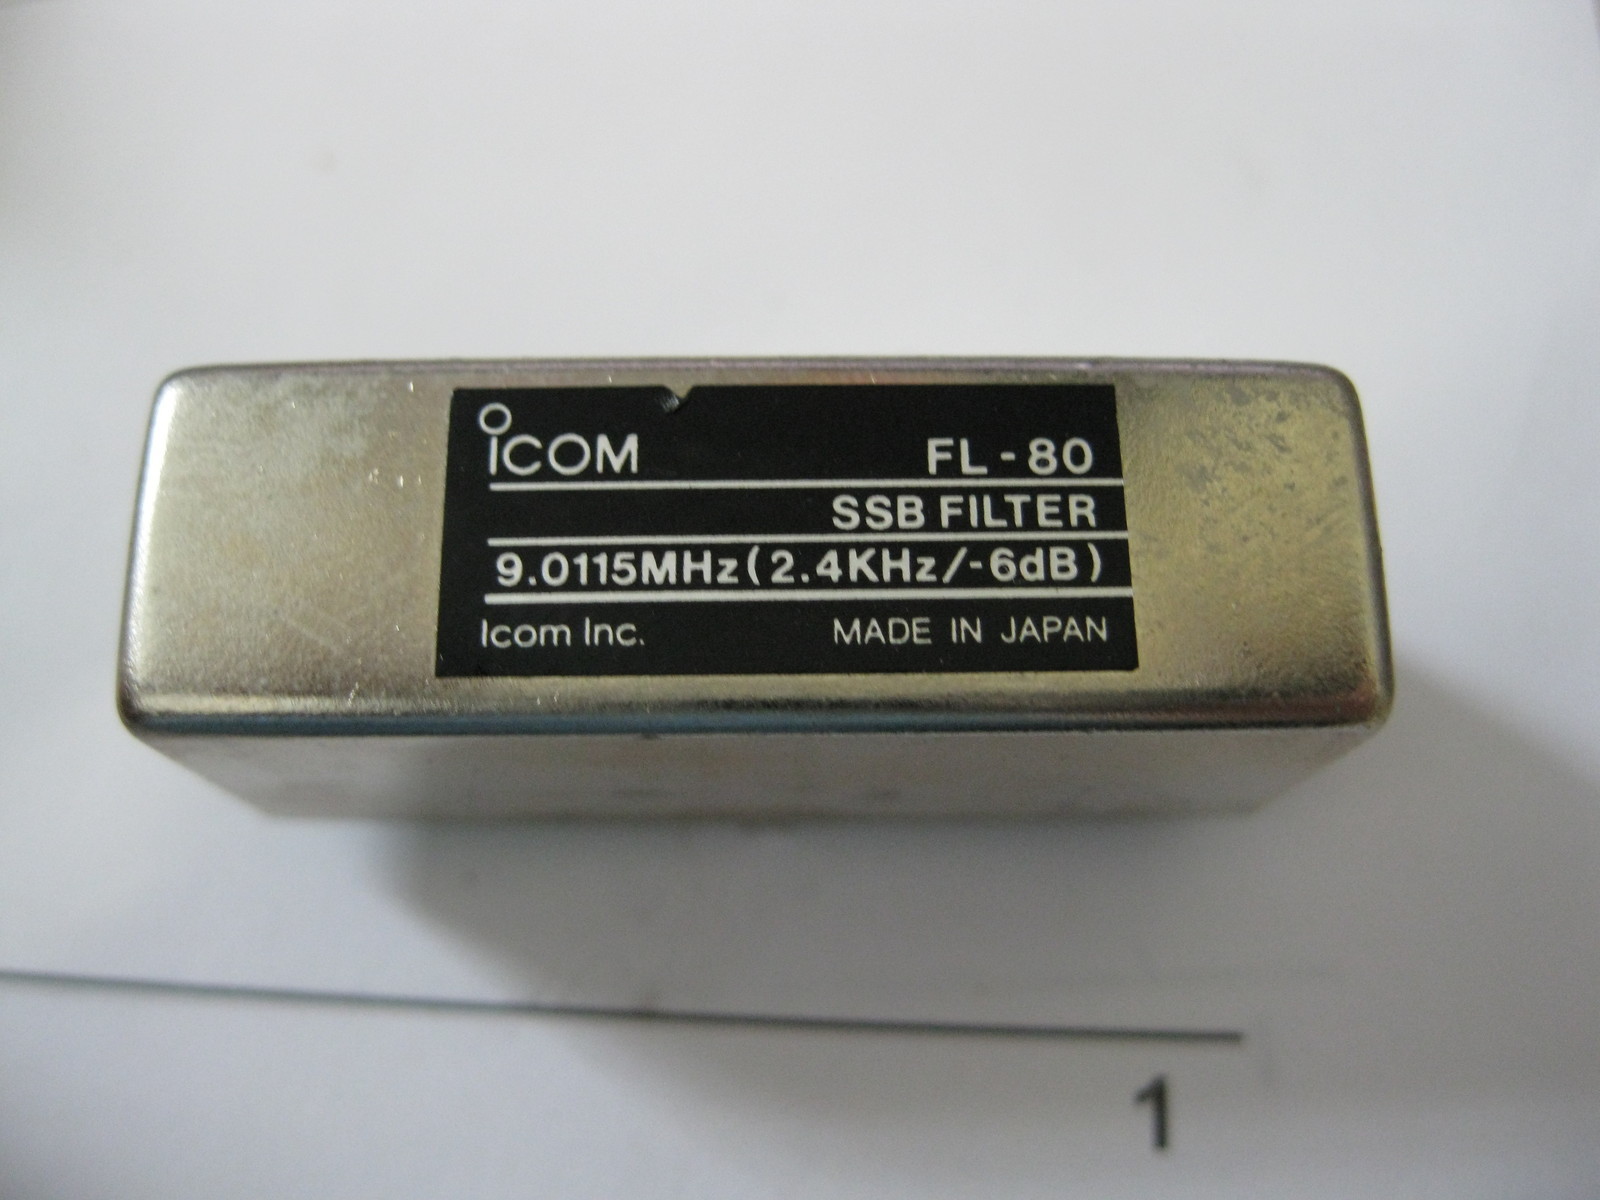 ICOM FL-80
SSB FILTER
9.0115MHz(2.4KHz/-6dB)
Icom Inc. MADE IN JAPAN
1